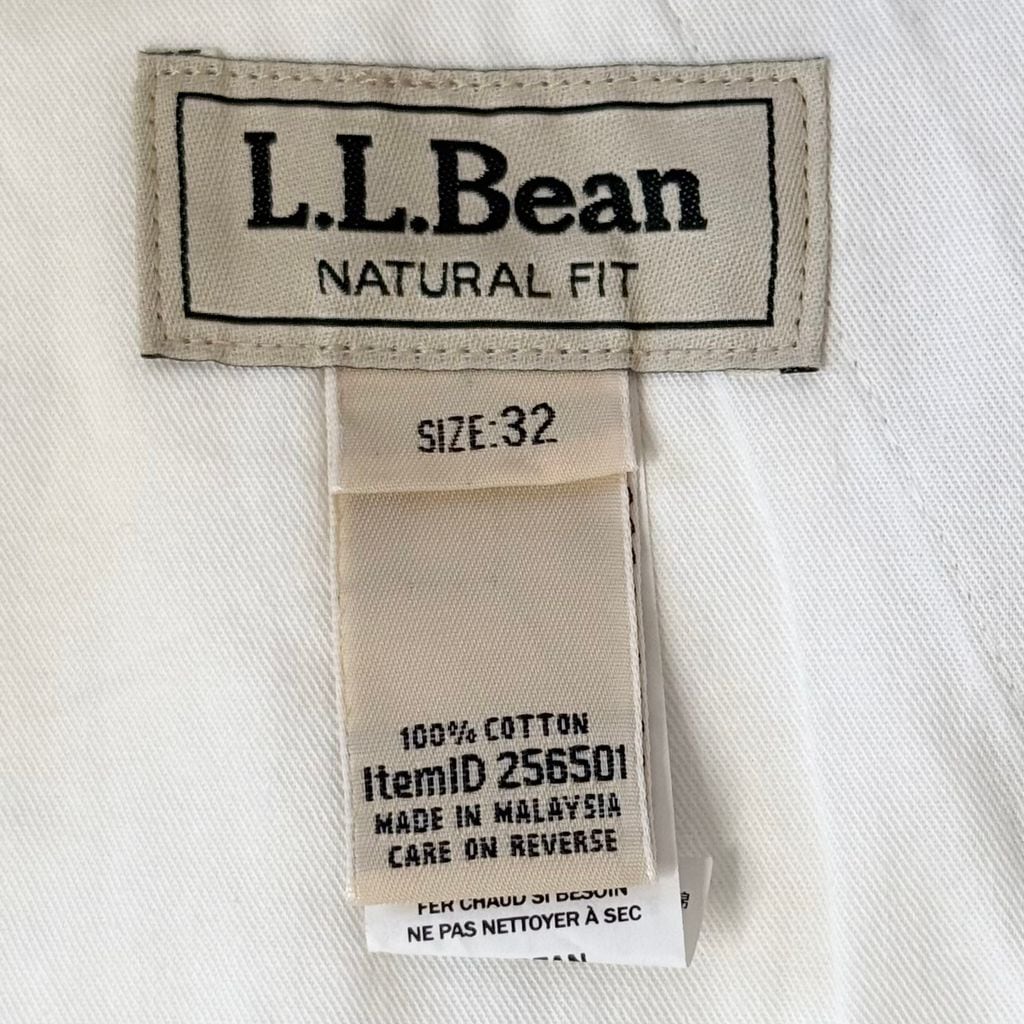 L.L.Bean
NATURAL FIT
SIZE:32
100% COTTON
ItemID 256501
MADE IN MALAYSIA
CARE ON REVERSE
FER CHAUD SI BESOIN
NE PAS NETTOYER À SEC